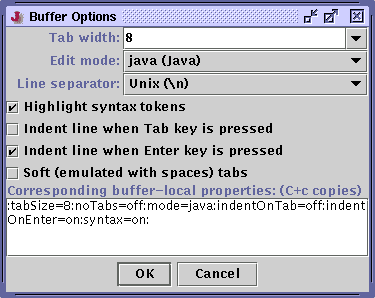 Buffer Options
Tab width: 8
Edit mode: java (Java)
Line separator: Unix (\n)
Highlight syntax tokens
Indent line when Tab key is pressed
Indent line when Enter key is pressed
Soft (emulated with spaces) tabs
Corresponding buffer-local properties: (C+c copies)
:tabSize=8:noTabs=off:mode=java:indentOnTab=off:indent
OnEnter=on:syntax=on:
OK Cancel